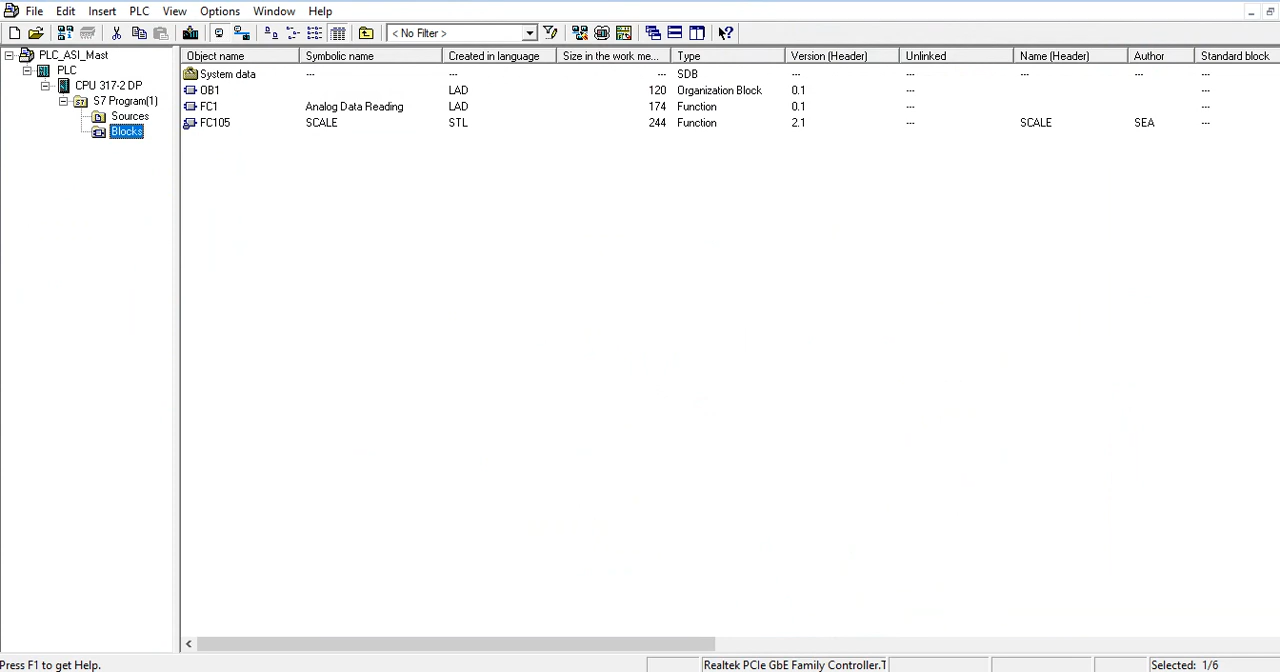 File Edit Insert PLC View Options Window Help
< No Filter >
PLC_ASI_Mast
PLC
CPU 317-2 DP
S7 Program(1)
Sources
Blocks
Object name Symbolic name Created in language Size in the work me... Type Version (Header) Unlinked Name (Header) Author Standard block
System data --- --- --- SDB --- --- --- --- ---
OB1 LAD 120 Organization Block 0.1 --- ---
FC1 Analog Data Reading LAD 174 Function 0.1 --- ---
FC105 SCALE STL 244 Function 2.1 --- SCALE SEA ---
Press F1 to get Help. Realtek PCIe GbE Family Controller.T Selected: 1/6